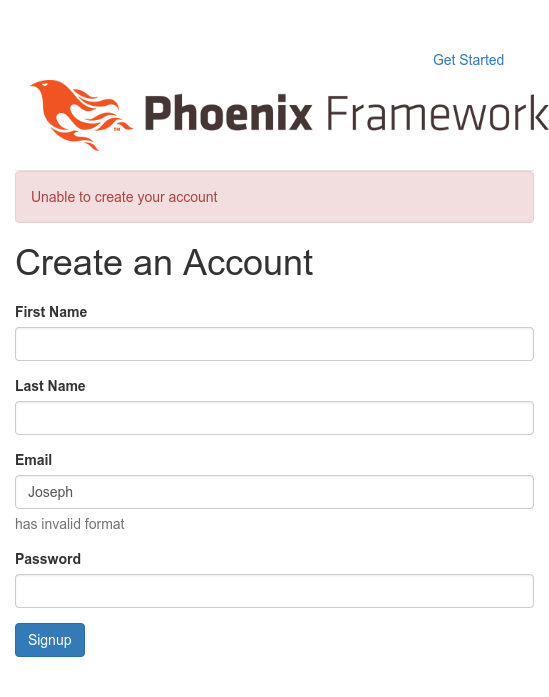 Get Started
Phoenix Framework
TM
Unable to create your account
Create an Account
First Name
Last Name
Email
Joseph
has invalid format
Password
Signup